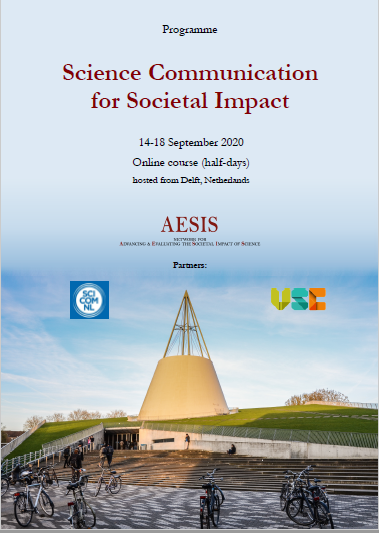 Programme
Science Communication
for Societal Impact
14-18 September 2020
Online course (half-days)
hosted from Delft, Netherlands
AESIS
NETWORK FOR
ADVANCING & EVALUATING THE SOCIETAL IMPACT OF SCIENCE
Partners:
SCI
COM
NL
VSC